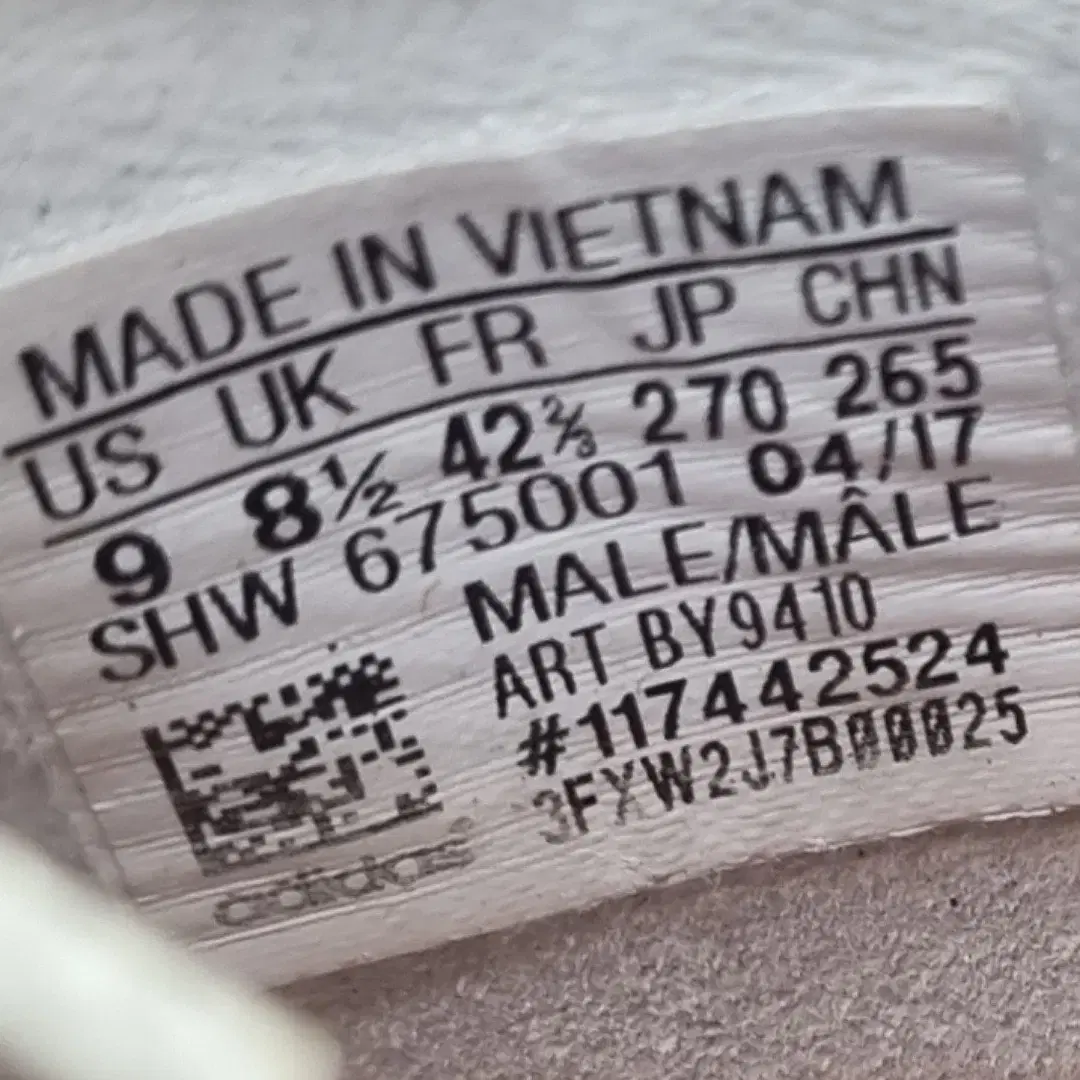 MADE IN VIETNAM
US UK FR JP CHN
9 8½ 42⅔ 270 265
SHW 675001 04/17
MALE/MÂLE
ART BY9410
#117442524
3FXW2J7B00025
adidas